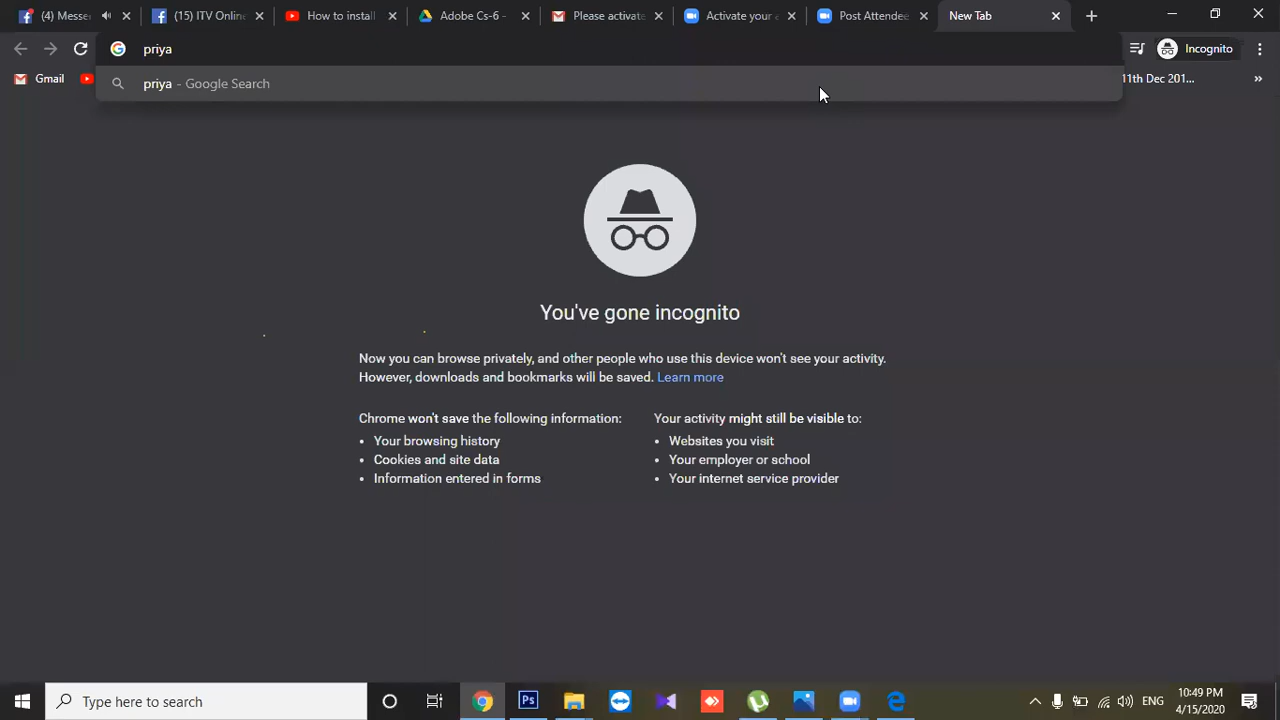 (4) Messe
(15) ITV Online
How to install
Adobe Cs-6 -
Please activate
Activate your
Post Attendee
New Tab
priya
Incognito
Gmail
11th Dec 201...
priya - Google Search
You've gone incognito
Now you can browse privately, and other people who use this device won't see your activity.
However, downloads and bookmarks will be saved. Learn more
Chrome won't save the following information:
Your browsing history
Cookies and site data
Information entered in forms
Your activity might still be visible to:
Websites you visit
Your employer or school
Your internet service provider
Type here to search
Ps
ENG
10:49 PM
4/15/2020